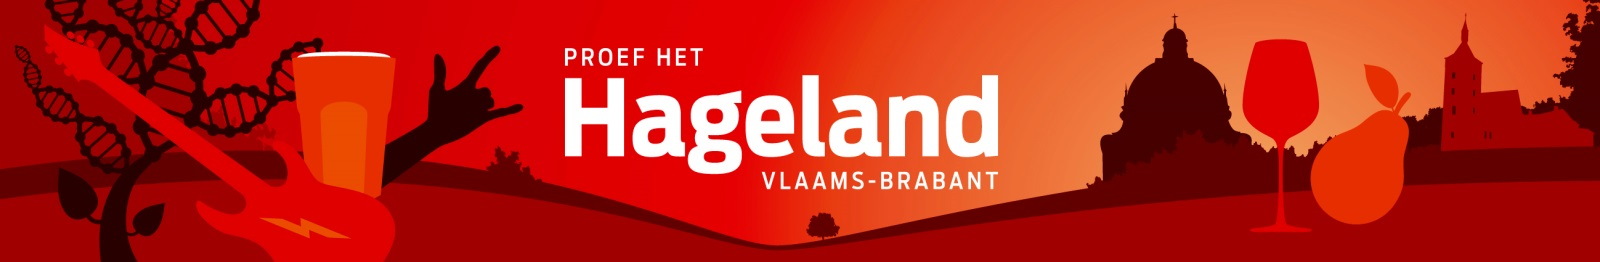 PROEF HET
Hageland
VLAAMS-BRABANT